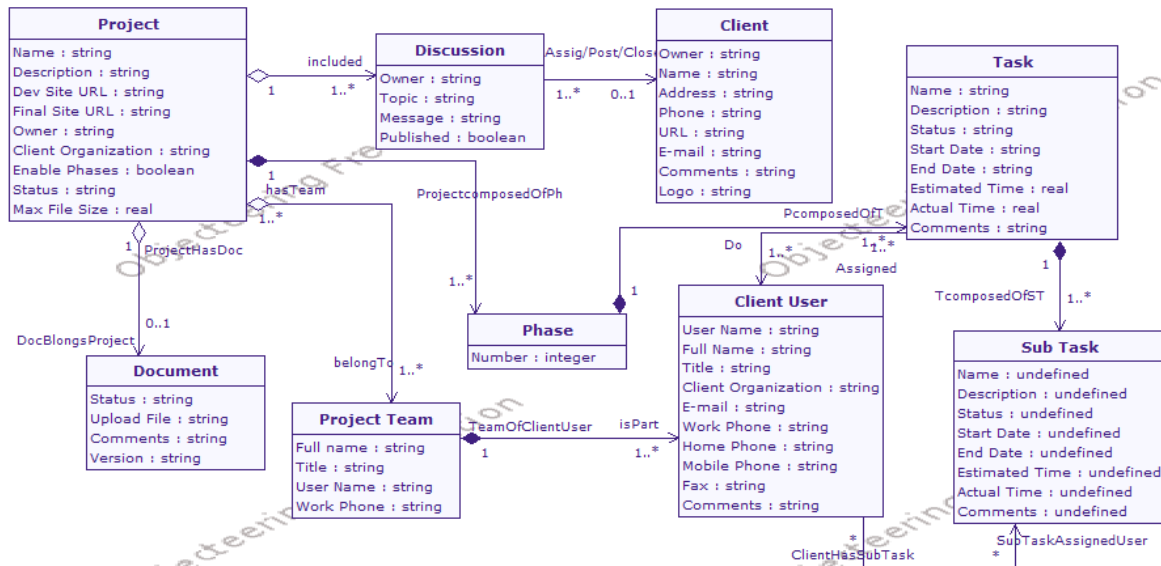 Project
Name : string
Description : string
Dev Site URL : string
Final Site URL : string
Owner : string
Client Organization : string
Enable Phases : boolean
Status : string
Max File Size : real
included
1
1..*
Discussion
Owner : string
Topic : string
Message : string
Published : boolean
Assig/Post/Close
1..*
0..1
Client
Owner : string
Name : string
Address : string
Phone : string
URL : string
E-mail : string
Comments : string
Logo : string
Task
Name : string
Description : string
Status : string
Start Date : string
End Date : string
Estimated Time : real
Actual Time : real
Comments : string
1
hasTeam
1..*
ProjectcomposedOfPh
1..*
1
ProjectHasDoc
0..1
DocBlongsProject
PcomposedOfT
1
1..*
Do
1..*
1..*
Assigned
1
TcomposedOfST
1..*
Phase
Number : integer
Document
Status : string
Upload File : string
Comments : string
Version : string
belongTo
1..*
Project Team
Full name : string
Title : string
User Name : string
Work Phone : string
TeamOfClientUser
1
isPart
1..*
Client User
User Name : string
Full Name : string
Title : string
Client Organization : string
E-mail : string
Work Phone : string
Home Phone : string
Mobile Phone : string
Fax : string
Comments : string
Sub Task
Name : undefined
Description : undefined
Status : undefined
Start Date : undefined
End Date : undefined
Estimated Time : undefined
Actual Time : undefined
Comments : undefined
*
ClientHasSubTask
SubTaskAssignedUser
*
Objecteering Fre